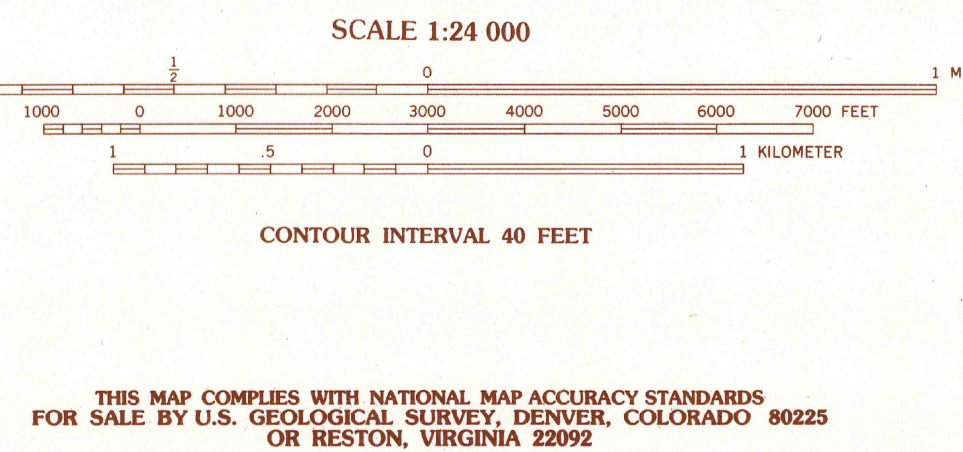 SCALE 1:24 000
1/2 0 1 M
1000 0 1000 2000 3000 4000 5000 6000 7000 FEET
1 .5 0 1 KILOMETER
CONTOUR INTERVAL 40 FEET
THIS MAP COMPLIES WITH NATIONAL MAP ACCURACY STANDARDS
FOR SALE BY U.S. GEOLOGICAL SURVEY, DENVER, COLORADO 80225
OR RESTON, VIRGINIA 22092